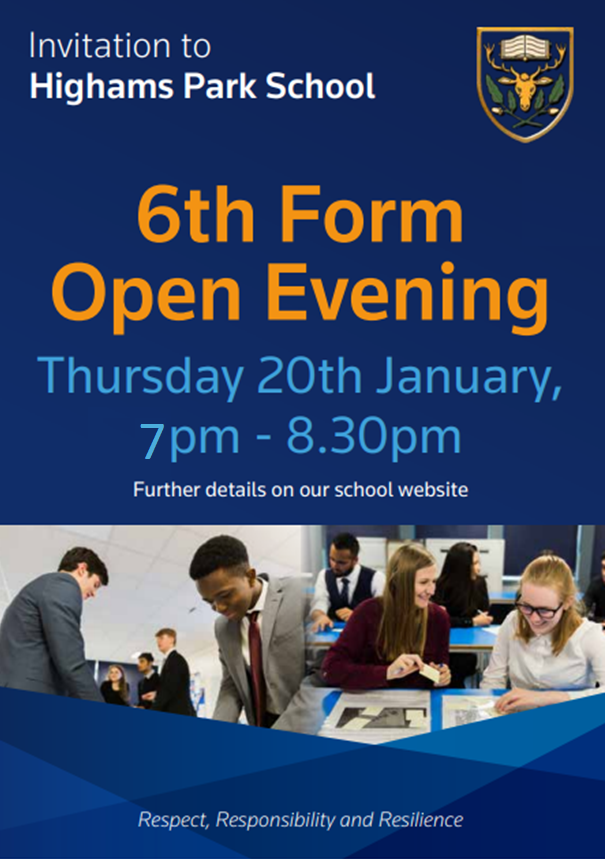 Invitation to
Highams Park School
6th Form
Open Evening
Thursday 20th January,
7pm - 8.30pm
Further details on our school website
Respect, Responsibility and Resilience